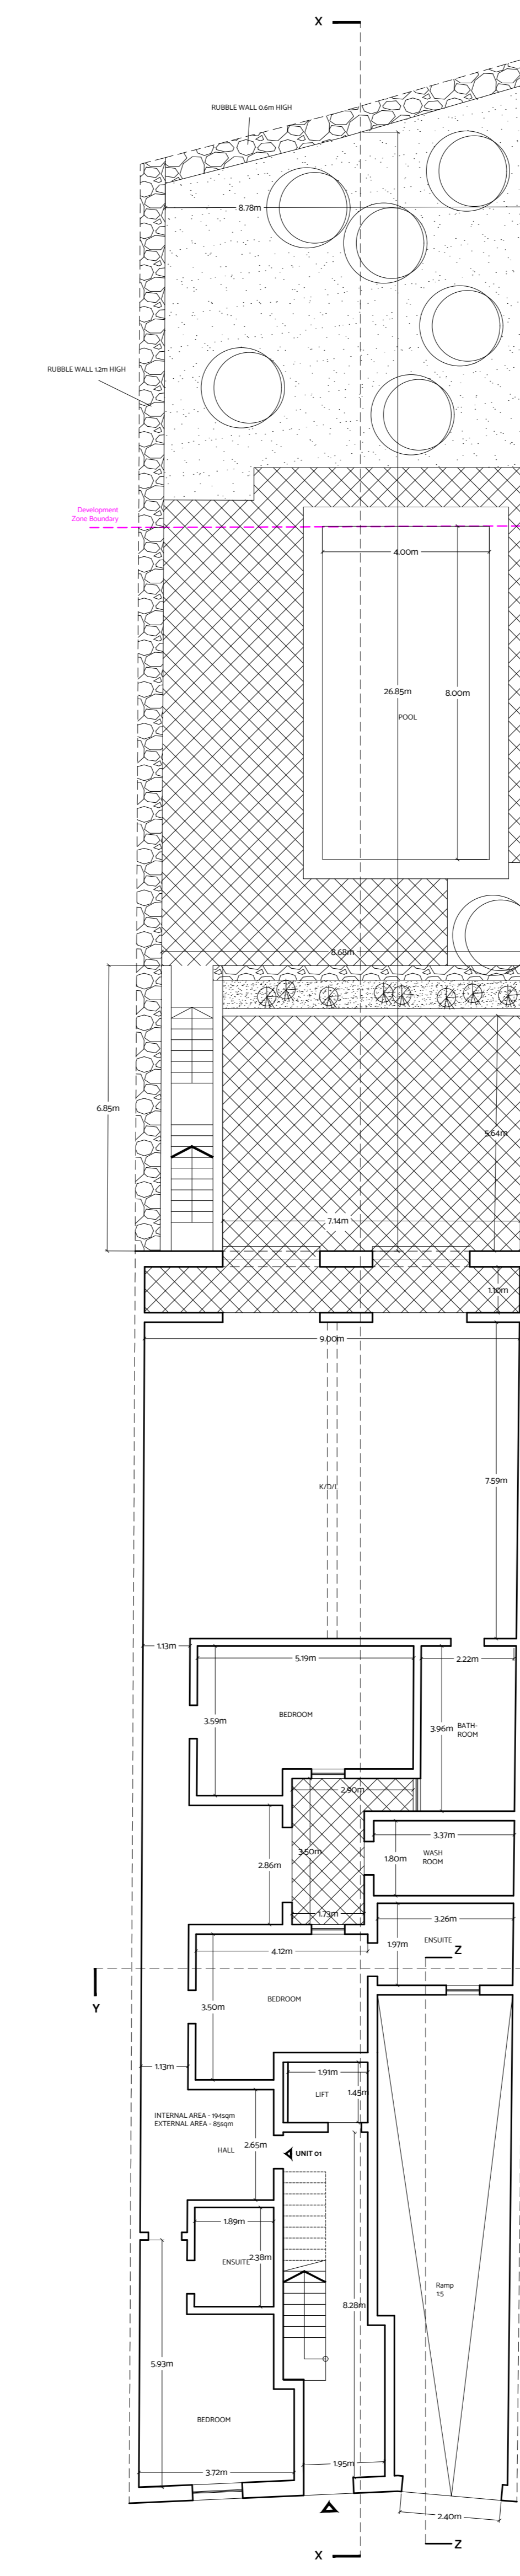 X
RUBBLE WALL 0.6m HIGH
8.78m
RUBBLE WALL 1.2m HIGH
Development
Zone Boundary
4.00m
26.85m
8.00m
POOL
8.68m
6.85m
5.64m
7.14m
1.10m
9.00m
7.59m
K/D/L
1.13m
5.19m
2.22m
3.59m
BEDROOM
3.96m
BATH-
ROOM
2.90m
3.37m
3.50m
WASH
ROOM
1.80m
2.86m
1.73m
3.26m
ENSUITE
1.97m
4.12m
Z
Y
BEDROOM
3.50m
1.13m
1.91m
LIFT
1.45m
INTERNAL AREA - 194sqm
EXTERNAL AREA - 85sqm
2.65m
HALL
UNIT 01
1.89m
2.38m
ENSUITE
Ramp
1:5
8.28m
5.93m
BEDROOM
1.95m
3.72m
2.40m
Z
X